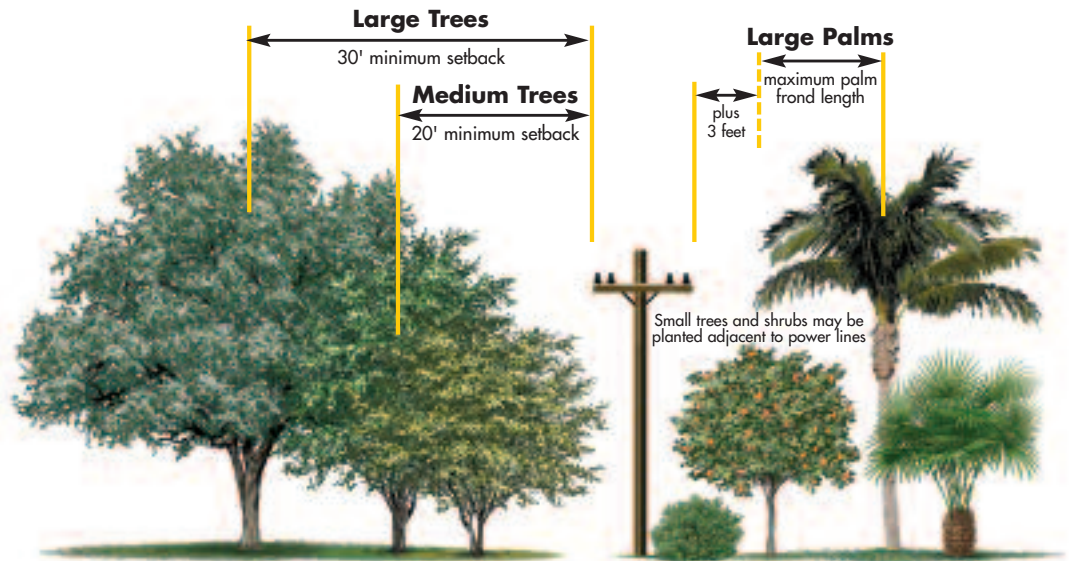 Large Trees
30' minimum setback
Medium Trees
20' minimum setback
Large Palms
maximum palm
frond length
plus
3 feet
Small trees and shrubs may be
planted adjacent to power lines